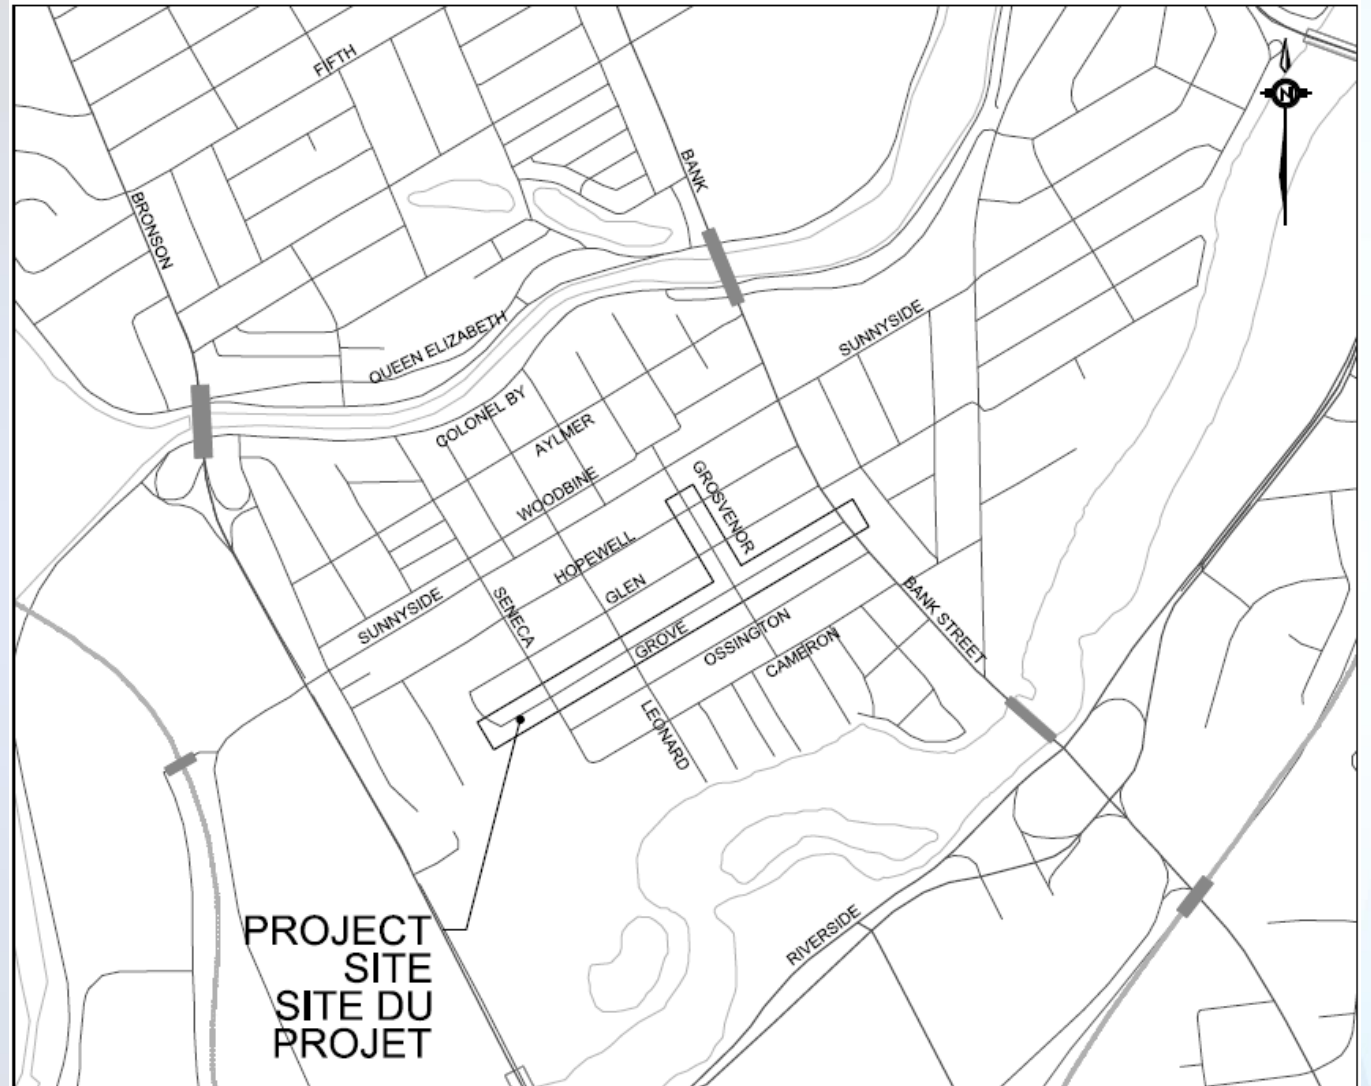 FIFTH
BANK
BRONSON
QUEEN ELIZABETH
SUNNYSIDE
COLONEL BY
AYLMER
WOODBINE
GROSVENOR
HOPEWELL
GLEN
SUNNYSIDE
SENECA
GROVE
OSSINGTON
CAMERON
BANK STREET
LEONARD
RIVERSIDE
PROJECT
SITE
SITE DU
PROJET
N